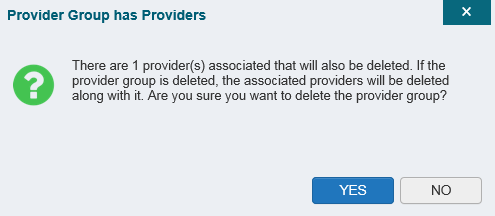 Provider Group has Providers
X
There are 1 provider(s) associated that will also be deleted. If the
provider group is deleted, the associated providers will be deleted
along with it. Are you sure you want to delete the provider group?
?
YES
NO